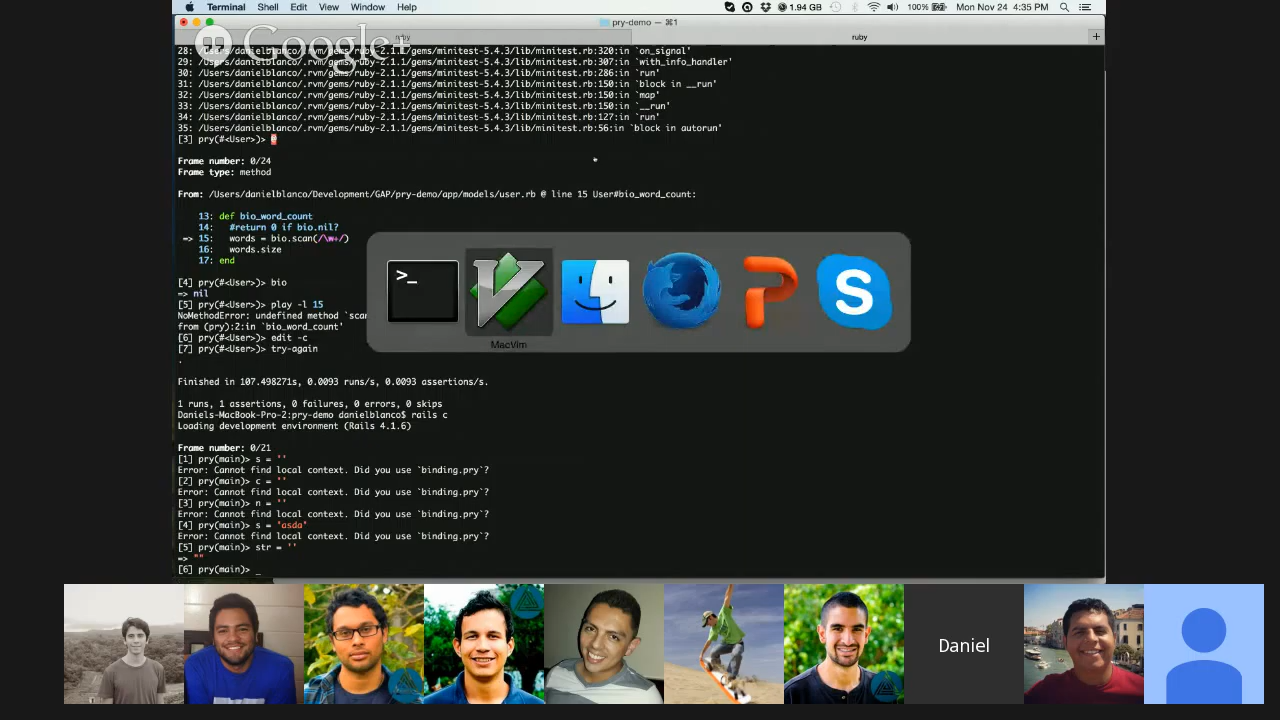 Terminal Shell Edit View Window Help 1.94 GB 100% Mon Nov 24 4:35 PM
pry-demo — ⌘1
ruby ruby +
Google+
28: /Users/danielblanco/.rvm/gems/ruby-2.1.1/gems/minitest-5.4.3/lib/minitest.rb:320:in `on_signal'
29: /Users/danielblanco/.rvm/gems/ruby-2.1.1/gems/minitest-5.4.3/lib/minitest.rb:307:in `with_info_handler'
30: /Users/danielblanco/.rvm/gems/ruby-2.1.1/gems/minitest-5.4.3/lib/minitest.rb:286:in `run'
31: /Users/danielblanco/.rvm/gems/ruby-2.1.1/gems/minitest-5.4.3/lib/minitest.rb:150:in `block in __run'
32: /Users/danielblanco/.rvm/gems/ruby-2.1.1/gems/minitest-5.4.3/lib/minitest.rb:150:in `map'
33: /Users/danielblanco/.rvm/gems/ruby-2.1.1/gems/minitest-5.4.3/lib/minitest.rb:150:in `__run'
34: /Users/danielblanco/.rvm/gems/ruby-2.1.1/gems/minitest-5.4.3/lib/minitest.rb:127:in `run'
35: /Users/danielblanco/.rvm/gems/ruby-2.1.1/gems/minitest-5.4.3/lib/minitest.rb:56:in `block in autorun'
[3] pry(#<User>)>
Frame number: 0/24
Frame type: method
From: /Users/danielblanco/Development/GAP/pry-demo/app/models/user.rb @ line 15 User#bio_word_count:
13: def bio_word_count
14: #return 0 if bio.nil?
=> 15: words = bio.scan(/\w+/)
16: words.size
17: end
[4] pry(#<User>)> bio
=> nil
[5] pry(#<User>)> play -l 15
NoMethodError: undefined method `sca
from (pry):2:in `bio_word_count'
[6] pry(#<User>)> edit -c
[7] pry(#<User>)> try-again
.
MacVim
Finished in 107.498271s, 0.0093 runs/s, 0.0093 assertions/s.
1 runs, 1 assertions, 0 failures, 0 errors, 0 skips
Daniels-MacBook-Pro-2:pry-demo danielblanco$ rails c
Loading development environment (Rails 4.1.6)
Frame number: 0/21
[1] pry(main)> s = ''
Error: Cannot find local context. Did you use `binding.pry`?
[2] pry(main)> c = ''
Error: Cannot find local context. Did you use `binding.pry`?
[3] pry(main)> n = ''
Error: Cannot find local context. Did you use `binding.pry`?
[4] pry(main)> s = 'asda'
Error: Cannot find local context. Did you use `binding.pry`?
[5] pry(main)> str = ''
=> ""
[6] pry(main)> _
Daniel